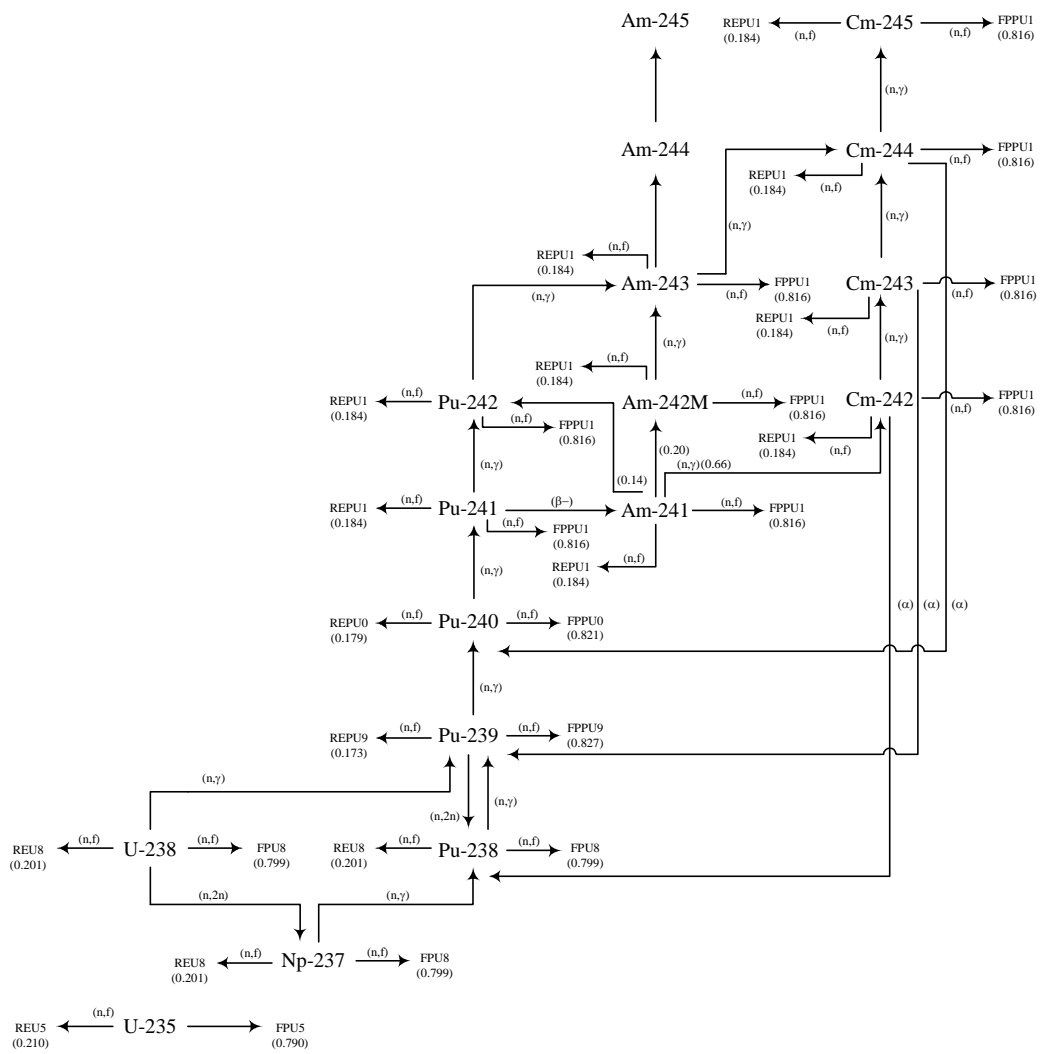 Am-245
REPU1
(0.184)
(n,f)
Cm-245
(n,f)
FPPU1
(0.816)
(n,γ)
Am-244
Cm-244
(n,f)
FPPU1
(0.816)
REPU1
(0.184)
(n,f)
(n,γ)
(n,γ)
REPU1
(0.184)
(n,f)
Am-243
(n,γ)
(n,f)
FPPU1
(0.816)
Cm-243
(n,f)
FPPU1
(0.816)
REPU1
(0.184)
(n,f)
(n,γ)
(n,γ)
REPU1
(0.184)
(n,f)
REPU1
(0.184)
(n,f)
Pu-242
(n,f)
FPPU1
(0.816)
Am-242M
(n,f)
FPPU1
(0.816)
Cm-242
(n,f)
FPPU1
(0.816)
REPU1
(0.184)
(n,f)
(n,γ)
(0.14)
(0.20)
(n,γ)(0.66)
REPU1
(0.184)
(n,f)
Pu-241
(β−)
(n,f)
FPPU1
(0.816)
Am-241
(n,f)
FPPU1
(0.816)
REPU1
(0.184)
(n,f)
(n,γ)
(α)
(α)
(α)
REPU0
(0.179)
(n,f)
Pu-240
(n,f)
FPPU0
(0.821)
(n,γ)
REPU9
(0.173)
(n,f)
Pu-239
(n,f)
FPPU9
(0.827)
(n,γ)
(n,2n)
(n,γ)
REU8
(0.201)
(n,f)
U-238
(n,f)
FPU8
(0.799)
REU8
(0.201)
(n,f)
Pu-238
(n,f)
FPU8
(0.799)
(n,2n)
(n,γ)
REU8
(0.201)
(n,f)
Np-237
(n,f)
FPU8
(0.799)
REU5
(0.210)
(n,f)
U-235
FPU5
(0.790)